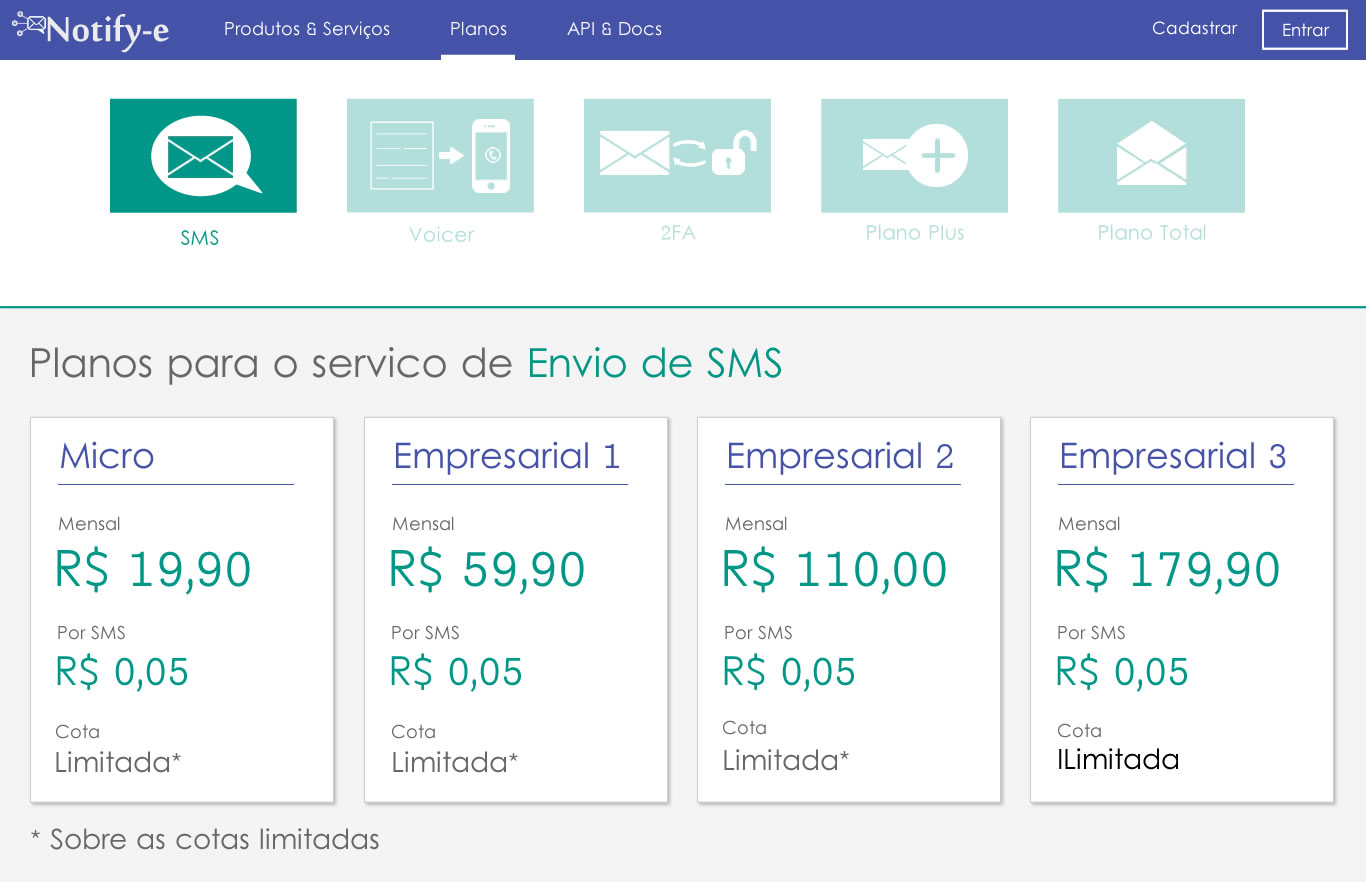 Notify-e Produtos & Serviços Planos API & Docs Cadastrar Entrar
SMS Voicer 2FA Plano Plus Plano Total
Planos para o servico de Envio de SMS
Micro
Mensal
R$ 19,90
Por SMS
R$ 0,05
Cota
Limitada*
Empresarial 1
Mensal
R$ 59,90
Por SMS
R$ 0,05
Cota
Limitada*
Empresarial 2
Mensal
R$ 110,00
Por SMS
R$ 0,05
Cota
Limitada*
Empresarial 3
Mensal
R$ 179,90
Por SMS
R$ 0,05
Cota
ILimitada
* Sobre as cotas limitadas